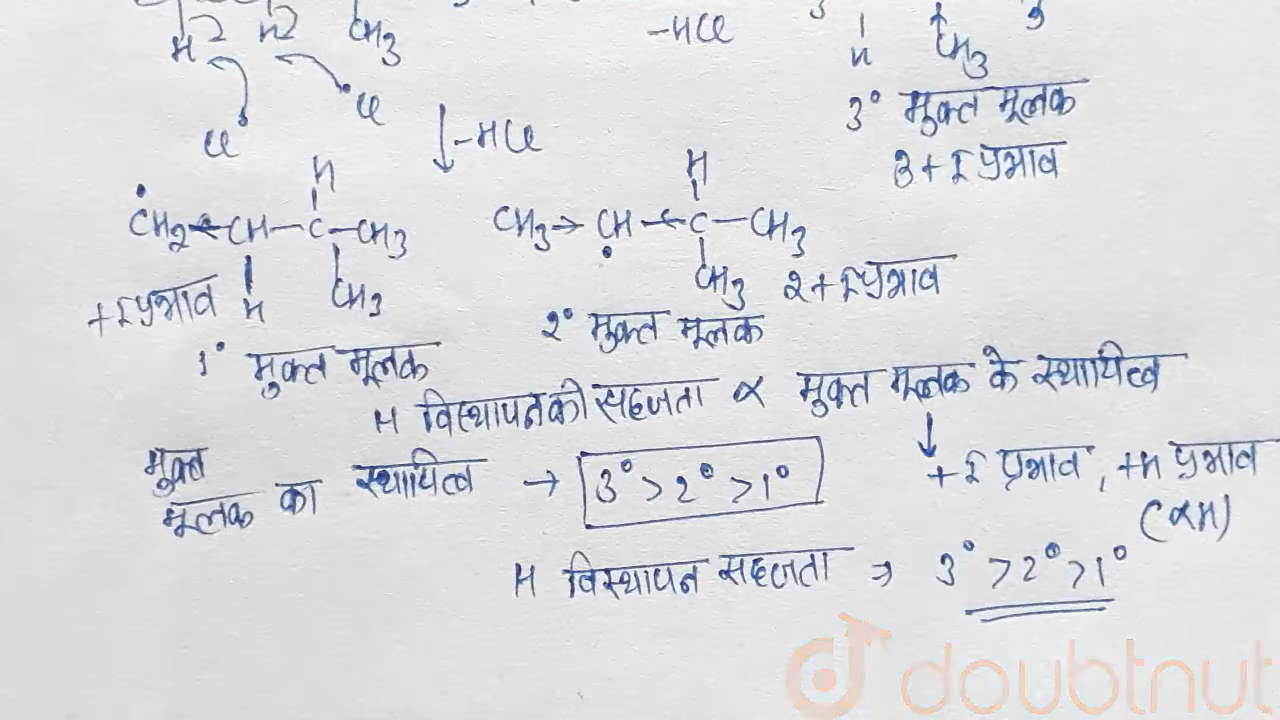 H H CH3 -HCl H CH3
Cl Cl ↓-HCl 3° मुक्त मूलक
H H 3+I प्रभाव
ĊH2←CH-C-CH3 CH3→CH←C-CH3
+I प्रभाव H CH3 CH3 2+I प्रभाव
1° मुक्त मूलक 2° मुक्त मूलक
H विस्थापन की सहजता ∝ मुक्त मूलक के स्थायित्व
मुक्त मूलक का स्थायित्व → 3°>2°>1° ↓ +I प्रभाव, +H प्रभाव
(αH)
H विस्थापन सहजता → 3°>2°>1°
doubtnut